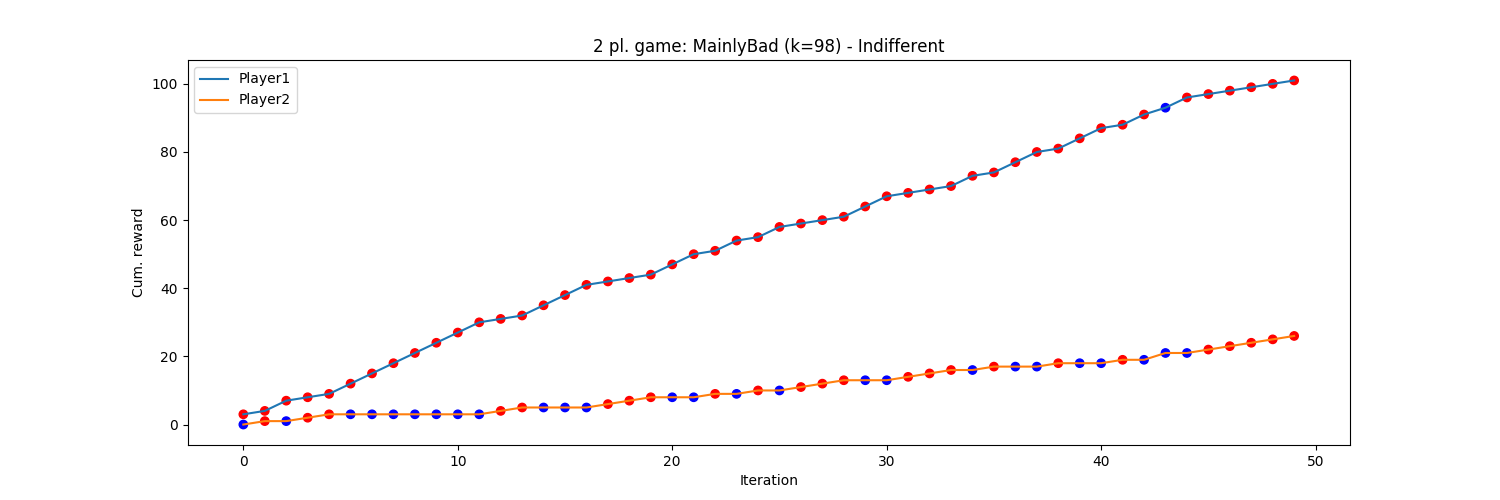 2 pl. game: MainlyBad (k=98) - Indifferent
Player1
Player2
100
80
60
40
20
0
Cum. reward
0 10 20 30 40 50
Iteration